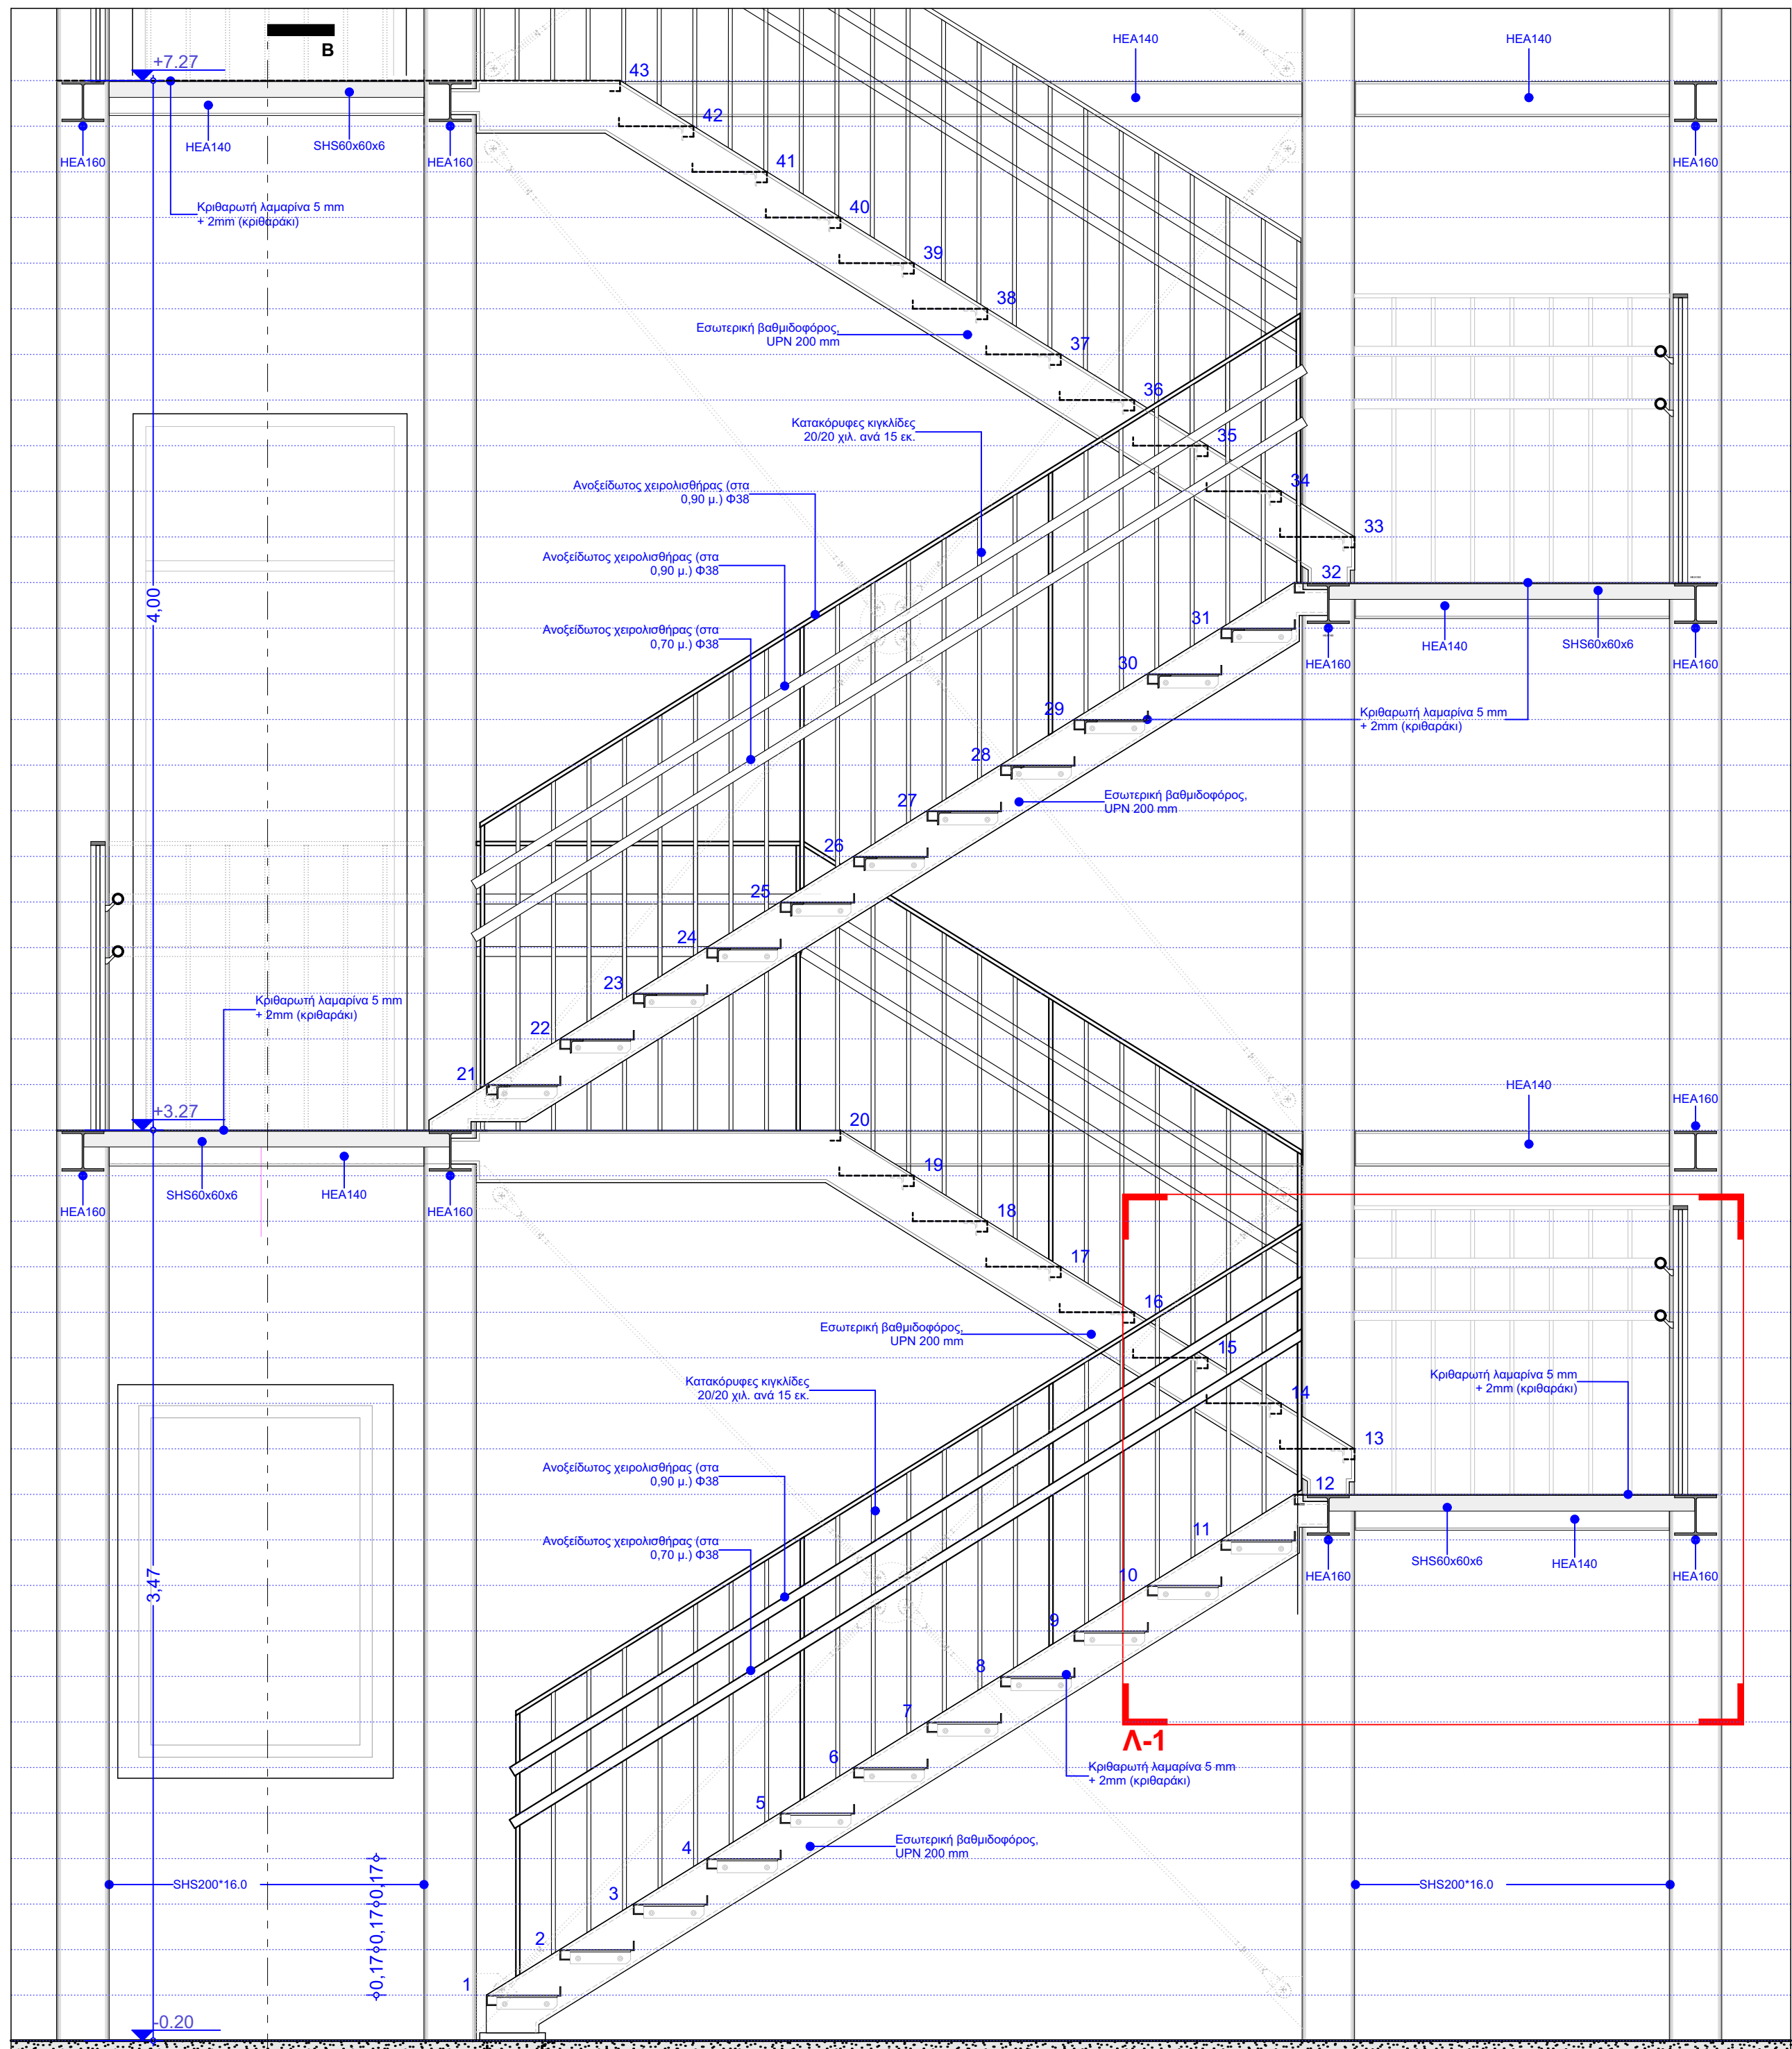 B
+7.27
HEA140
HEA140
43
42
HEA160
HEA140
SHS60x60x6
HEA160
HEA160
41
Κριθαρωτή λαμαρίνα 5 mm
+ 2mm (κριθαράκι)
40
39
38
Εσωτερική βαθμιδοφόρος,
UPN 200 mm
37
36
Κατακόρυφες κιγκλίδες
20/20 χιλ. ανά 15 εκ.
35
Ανοξείδωτος χειρολισθήρας (στα
0,90 μ.) Φ38
34
33
Ανοξείδωτος χειρολισθήρας (στα
0,90 μ.) Φ38
32
4,00
31
Ανοξείδωτος χειρολισθήρας (στα
0,70 μ.) Φ38
HEA160
HEA140
SHS60x60x6
HEA160
30
29
Κριθαρωτή λαμαρίνα 5 mm
+ 2mm (κριθαράκι)
28
27
Εσωτερική βαθμιδοφόρος,
UPN 200 mm
26
25
24
23
Κριθαρωτή λαμαρίνα 5 mm
+ 2mm (κριθαράκι)
22
21
HEA140
HEA160
+3.27
20
19
SHS60x60x6
HEA140
HEA160
HEA160
18
17
16
Εσωτερική βαθμιδοφόρος,
UPN 200 mm
15
Κατακόρυφες κιγκλίδες
20/20 χιλ. ανά 15 εκ.
14
Κριθαρωτή λαμαρίνα 5 mm
+ 2mm (κριθαράκι)
13
Ανοξείδωτος χειρολισθήρας (στα
0,90 μ.) Φ38
12
11
Ανοξείδωτος χειρολισθήρας (στα
0,70 μ.) Φ38
HEA160
SHS60x60x6
HEA140
HEA160
3,47
10
9
8
7
Λ-1
6
Κριθαρωτή λαμαρίνα 5 mm
+ 2mm (κριθαράκι)
5
4
Εσωτερική βαθμιδοφόρος,
UPN 200 mm
SHS200*16.0
SHS200*16.0
3
0,17
0,17
0,17
2
1
-0.20